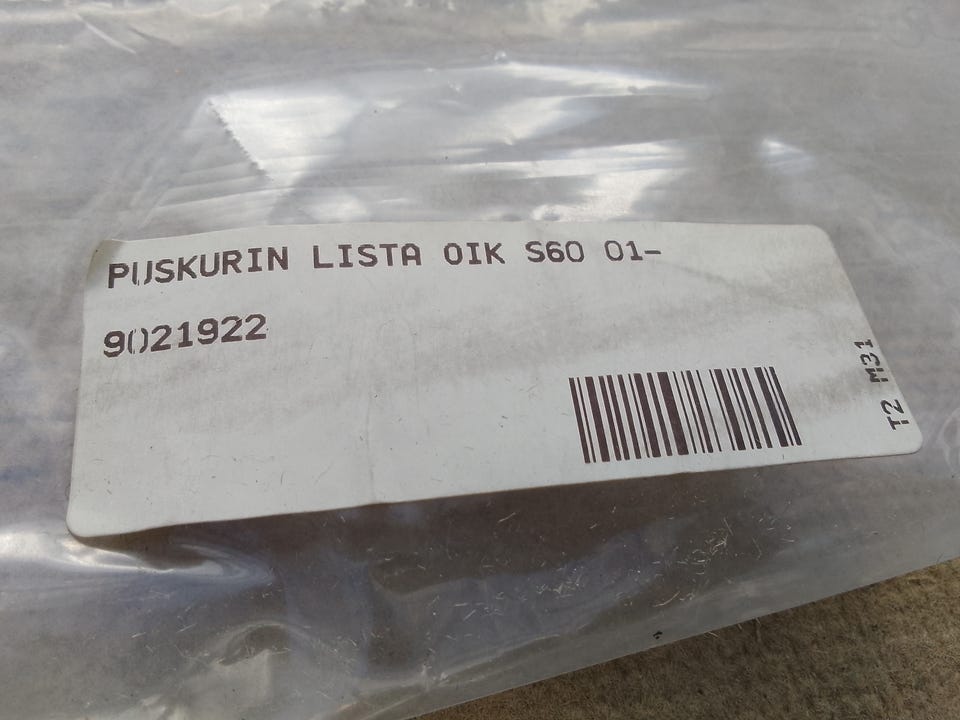 PUSKURIN LISTA OIK S60 01-
9021922
T2 M31